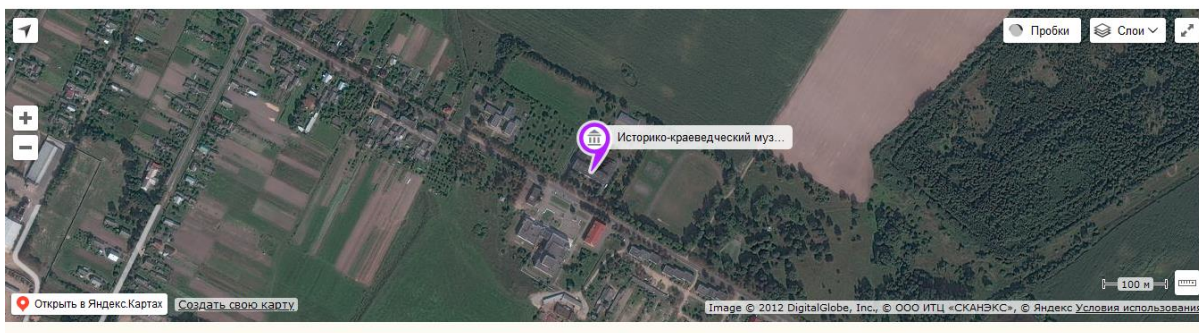 Пробки
Слои
Историко-краеведческий муз...
100 м
Открыть в Яндекс.Картах
Создать свою карту
Image © 2012 DigitalGlobe, Inc., © ООО ИТЦ «СКАНЭКС», © Яндекс Условия использования